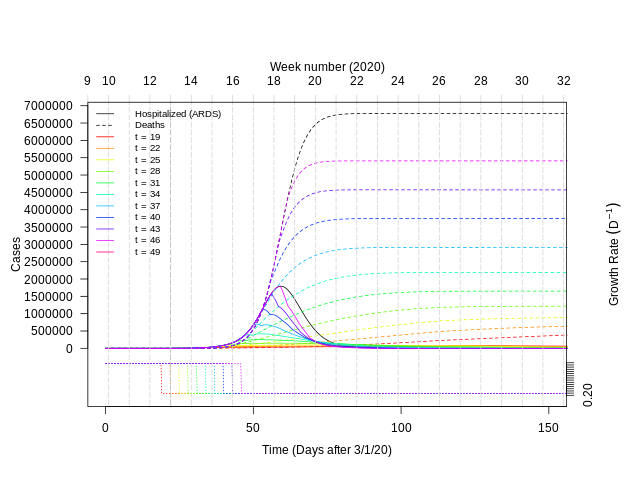 Week number (2020)
9 10 12 14 16 18 20 22 24 26 28 30 32
7000000
6500000
6000000
5500000
5000000
4500000
4000000
3500000
3000000
2500000
2000000
1500000
1000000
500000
0
Cases
Hospitalized (ARDS)
Deaths
t = 19
t = 22
t = 25
t = 28
t = 31
t = 34
t = 37
t = 40
t = 43
t = 46
t = 49
Growth Rate (D⁻¹)
0.20
0 50 100 150
Time (Days after 3/1/20)